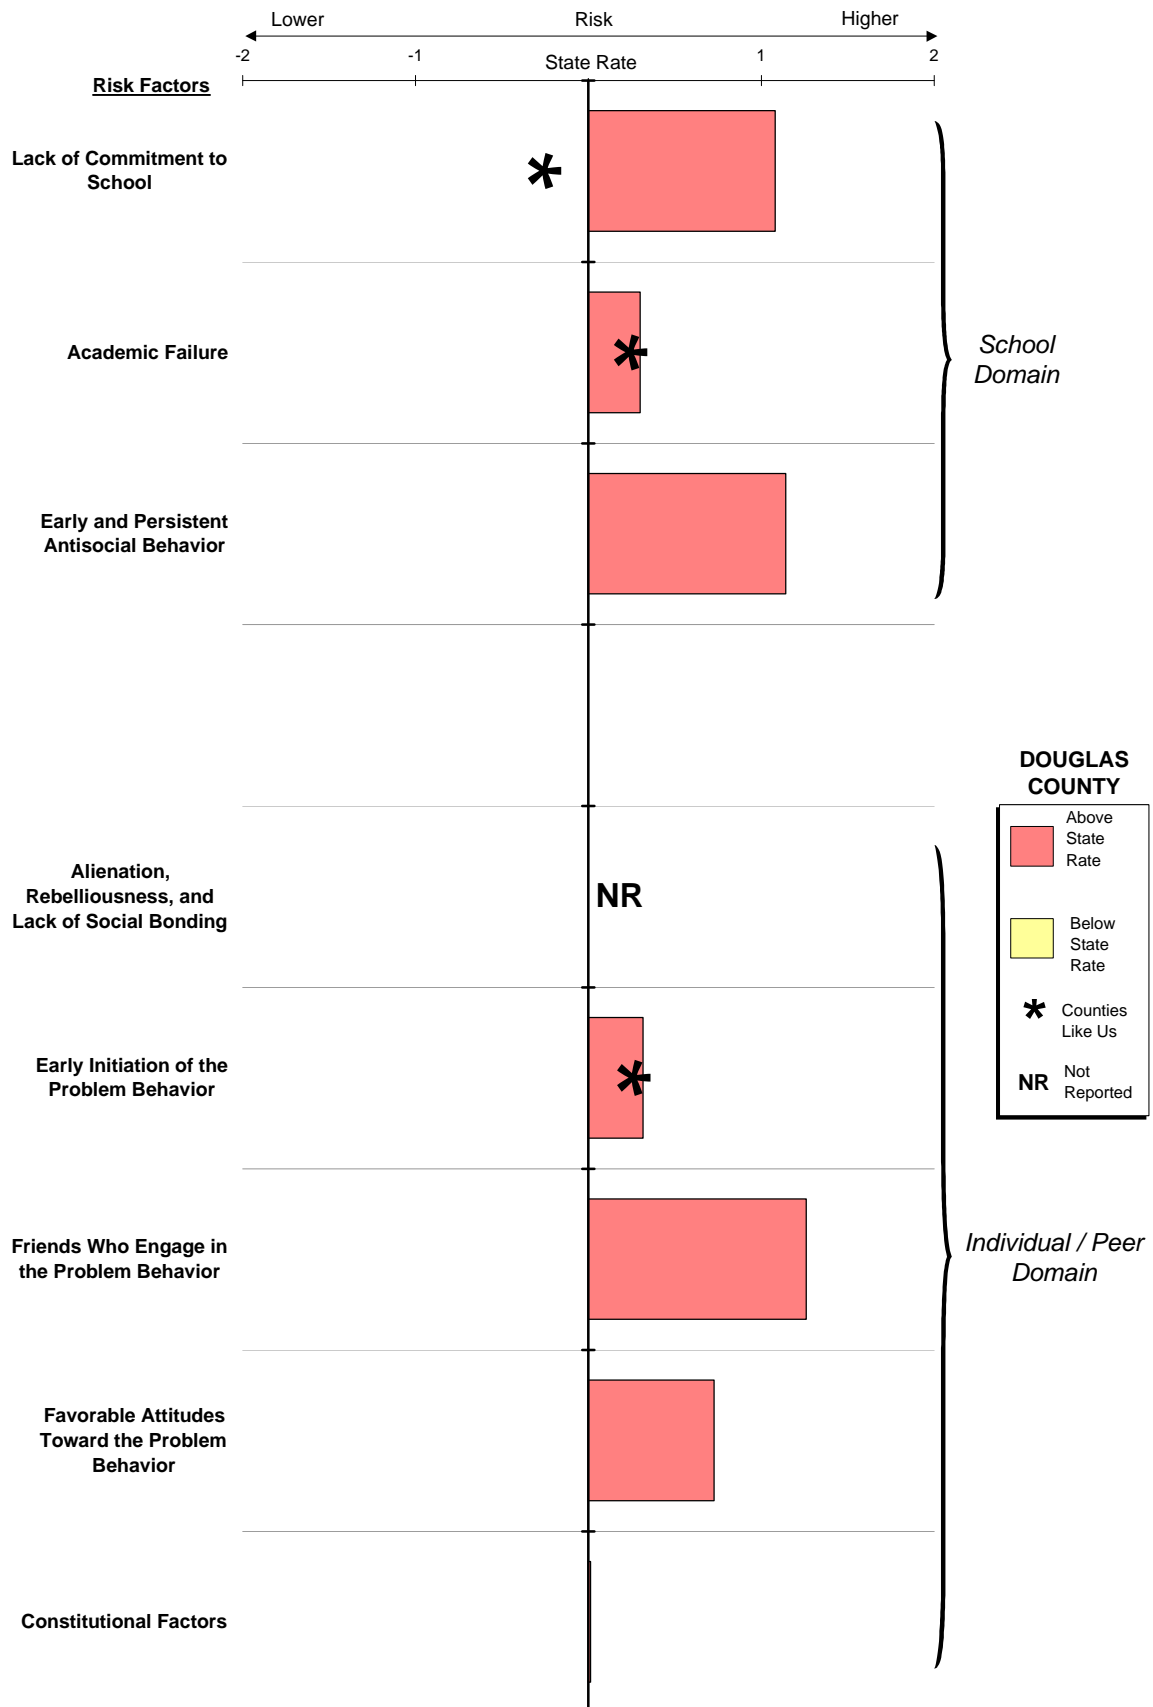 Lower Risk Higher
-2 -1 State Rate 1 2
Risk Factors
Lack of Commitment to
School
Academic Failure
School
Domain
Early and Persistent
Antisocial Behavior
DOUGLAS
COUNTY
Above
State
Rate
Below
State
Rate
* Counties
Like Us
NR Not
Reported
Alienation,
Rebelliousness, and
Lack of Social Bonding
NR
Early Initiation of the
Problem Behavior
Friends Who Engage in
the Problem Behavior
Individual / Peer
Domain
Favorable Attitudes
Toward the Problem
Behavior
Constitutional Factors